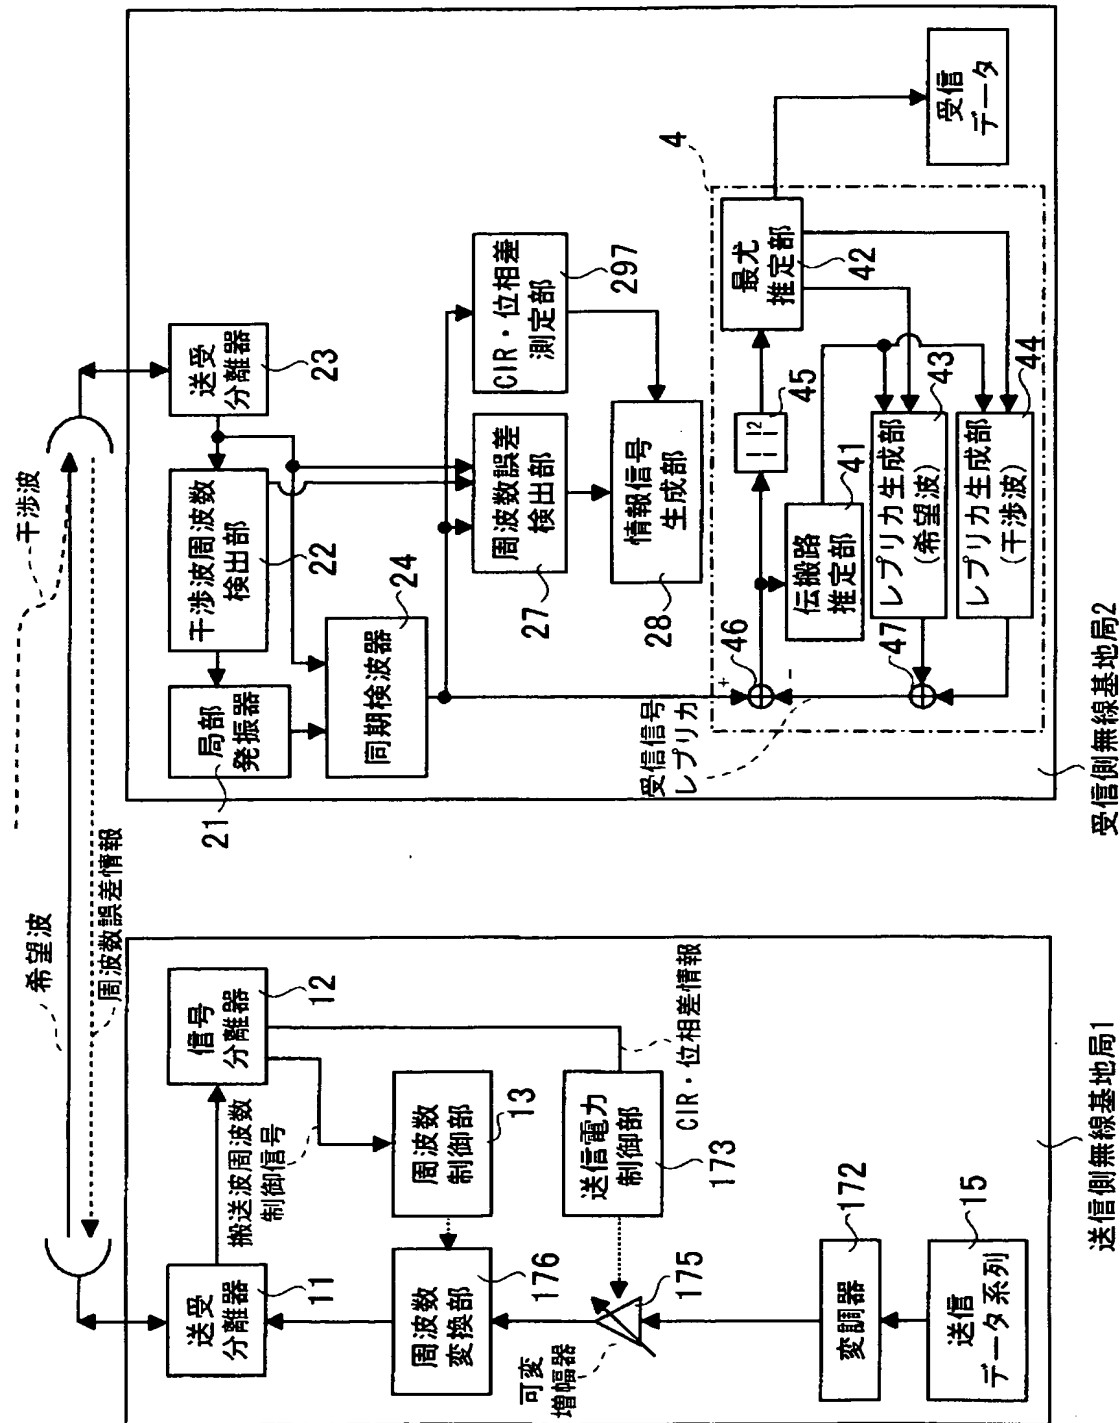 希望波
周波数誤差情報
干渉波
送受
分離器
11
信号
分離器
12
搬送波周波数
制御信号
周波数
変換部
176
周波数
制御部
13
送信電力
制御部
173
CIR・位相差情報
可変
増幅器
175
変調器
172
送信
データ系列
15
送信側無線基地局1
局部
発振器
21
干渉波周波数
検出部
22
送受
分離器
23
同期検波器
24
周波数誤差
検出部
27
CIR・位相差
測定部
297
情報信号
生成部
28
受信信号
レプリカ
+
-
46
47
| |²
45
伝搬路
推定部
41
最尤
推定部
42
レプリカ生成部
(希望波)
43
レプリカ生成部
(干渉波)
44
4
受信
データ
受信側無線基地局2